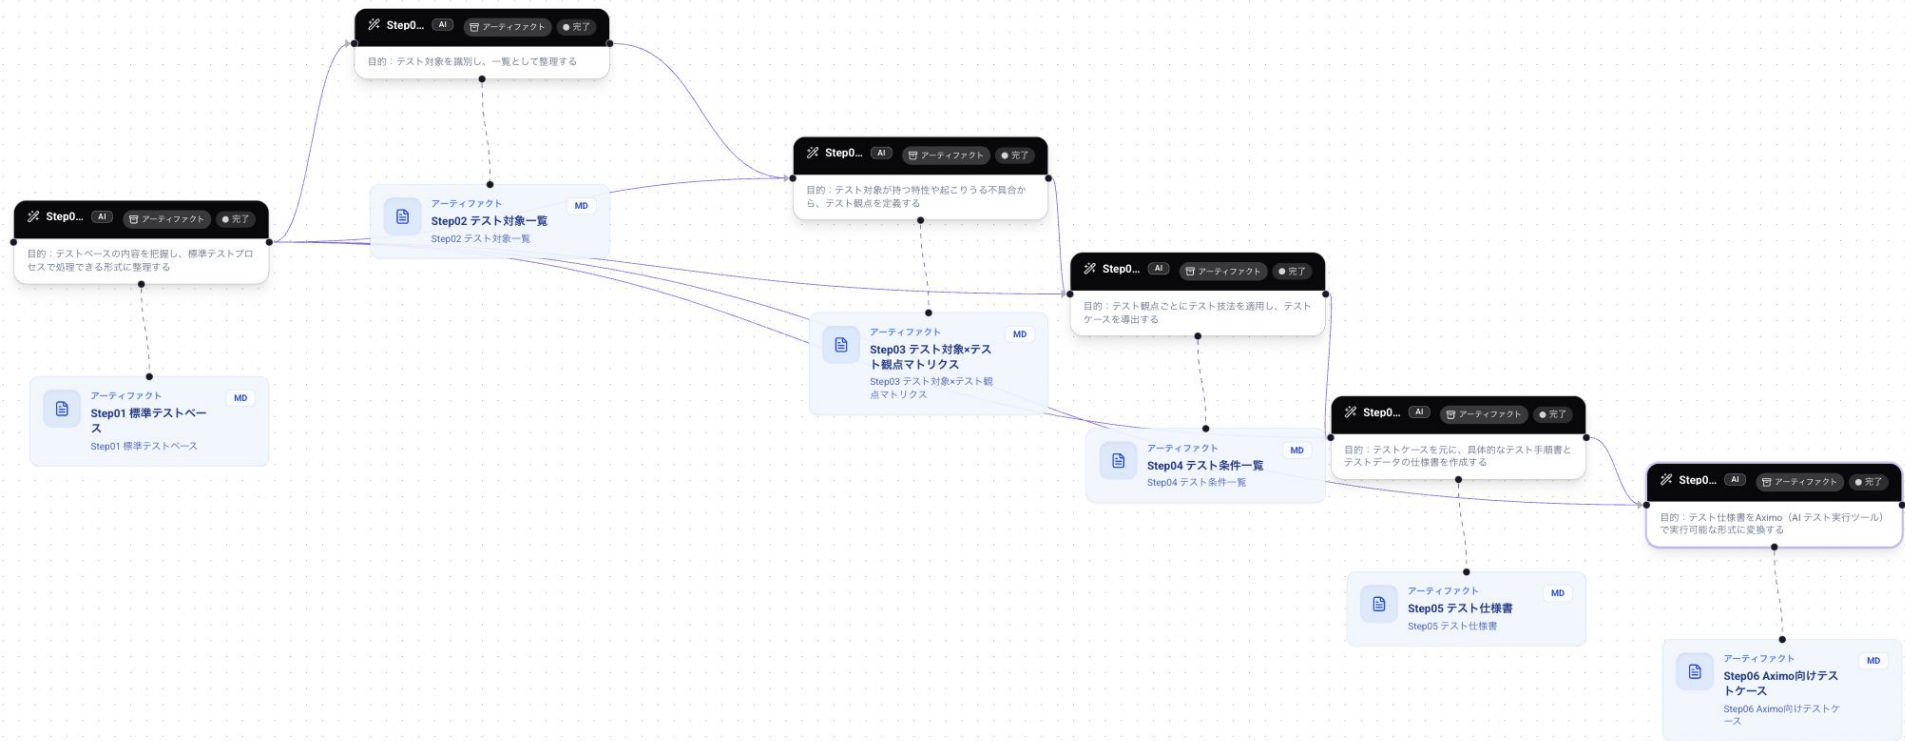 Step0... AI アーティファクト 完了
目的：テスト対象を識別し、一覧として整理する
アーティファクト MD
Step02 テスト対象一覧
Step02 テスト対象一覧
Step0... AI アーティファクト 完了
目的：テストベースの内容を把握し、標準テストプロ
セスで処理できる形式に整理する
アーティファクト MD
Step01 標準テストベー
ス
Step01 標準テストベース
Step0... AI アーティファクト 完了
目的：テスト対象が持つ特性や起こりうる不具合か
ら、テスト観点を定義する
アーティファクト MD
Step03 テスト対象×テス
ト観点マトリクス
Step03 テスト対象×テスト観
点マトリクス
Step0... AI アーティファクト 完了
目的：テスト観点ごとにテスト技法を適用し、テスト
ケースを導出する
アーティファクト MD
Step04 テスト条件一覧
Step04 テスト条件一覧
Step0... AI アーティファクト 完了
目的：テストケースを元に、具体的なテスト手順書と
テストデータの仕様書を作成する
アーティファクト MD
Step05 テスト仕様書
Step05 テスト仕様書
Step0... AI アーティファクト 完了
目的：テスト仕様書をAximo（AI テスト実行ツール）
で実行可能な形式に変換する
アーティファクト MD
Step06 Aximo向けテス
トケース
Step06 Aximo向けテストケ
ース